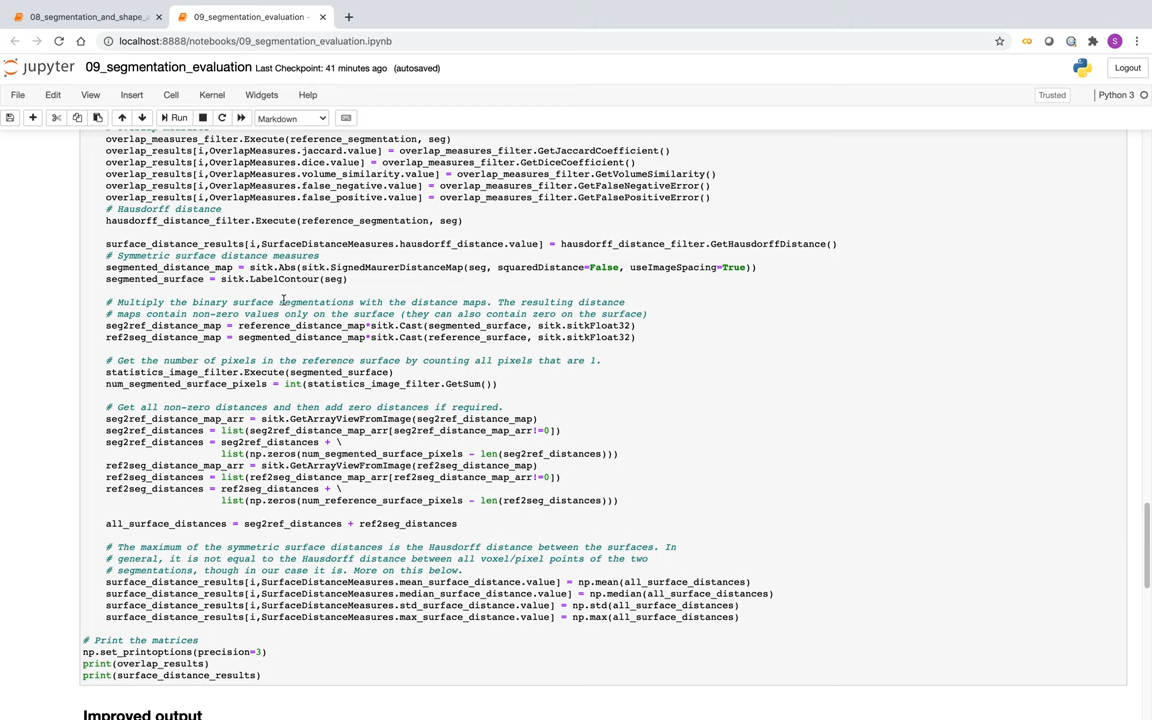 08_segmentation_and_shape_a
09_segmentation_evaluation -
localhost:8888/notebooks/09_segmentation_evaluation.ipynb
S
jupyter 09_segmentation_evaluation Last Checkpoint: 41 minutes ago (autosaved)
Logout
File Edit View Insert Cell Kernel Widgets Help
Trusted
Python 3
Run
Markdown
overlap_measures_filter.Execute(reference_segmentation, seg)
overlap_results[i,OverlapMeasures.jaccard.value] = overlap_measures_filter.GetJaccardCoefficient()
overlap_results[i,OverlapMeasures.dice.value] = overlap_measures_filter.GetDiceCoefficient()
overlap_results[i,OverlapMeasures.volume_similarity.value] = overlap_measures_filter.GetVolumeSimilarity()
overlap_results[i,OverlapMeasures.false_negative.value] = overlap_measures_filter.GetFalseNegativeError()
overlap_results[i,OverlapMeasures.false_positive.value] = overlap_measures_filter.GetFalsePositiveError()
# Hausdorff distance
hausdorff_distance_filter.Execute(reference_segmentation, seg)
surface_distance_results[i,SurfaceDistanceMeasures.hausdorff_distance.value] = hausdorff_distance_filter.GetHausdorffDistance()
# Symmetric surface distance measures
segmented_distance_map = sitk.Abs(sitk.SignedMaurerDistanceMap(seg, squaredDistance=False, useImageSpacing=True))
segmented_surface = sitk.LabelContour(seg)
# Multiply the binary surface segmentations with the distance maps. The resulting distance
# maps contain non-zero values only on the surface (they can also contain zero on the surface)
seg2ref_distance_map = reference_distance_map*sitk.Cast(segmented_surface, sitk.sitkFloat32)
ref2seg_distance_map = segmented_distance_map*sitk.Cast(reference_surface, sitk.sitkFloat32)
# Get the number of pixels in the reference surface by counting all pixels that are 1.
statistics_image_filter.Execute(segmented_surface)
num_segmented_surface_pixels = int(statistics_image_filter.GetSum())
# Get all non-zero distances and then add zero distances if required.
seg2ref_distance_map_arr = sitk.GetArrayViewFromImage(seg2ref_distance_map)
seg2ref_distances = list(seg2ref_distance_map_arr[seg2ref_distance_map_arr!=0])
seg2ref_distances = seg2ref_distances + \
list(np.zeros(num_segmented_surface_pixels - len(seg2ref_distances)))
ref2seg_distance_map_arr = sitk.GetArrayViewFromImage(ref2seg_distance_map)
ref2seg_distances = list(ref2seg_distance_map_arr[ref2seg_distance_map_arr!=0])
ref2seg_distances = ref2seg_distances + \
list(np.zeros(num_reference_surface_pixels - len(ref2seg_distances)))
all_surface_distances = seg2ref_distances + ref2seg_distances
# The maximum of the symmetric surface distances is the Hausdorff distance between the surfaces. In
# general, it is not equal to the Hausdorff distance between all voxel/pixel points of the two
# segmentations, though in our case it is. More on this below.
surface_distance_results[i,SurfaceDistanceMeasures.mean_surface_distance.value] = np.mean(all_surface_distances)
surface_distance_results[i,SurfaceDistanceMeasures.median_surface_distance.value] = np.median(all_surface_distances)
surface_distance_results[i,SurfaceDistanceMeasures.std_surface_distance.value] = np.std(all_surface_distances)
surface_distance_results[i,SurfaceDistanceMeasures.max_surface_distance.value] = np.max(all_surface_distances)
# Print the matrices
np.set_printoptions(precision=3)
print(overlap_results)
print(surface_distance_results)
Improved output